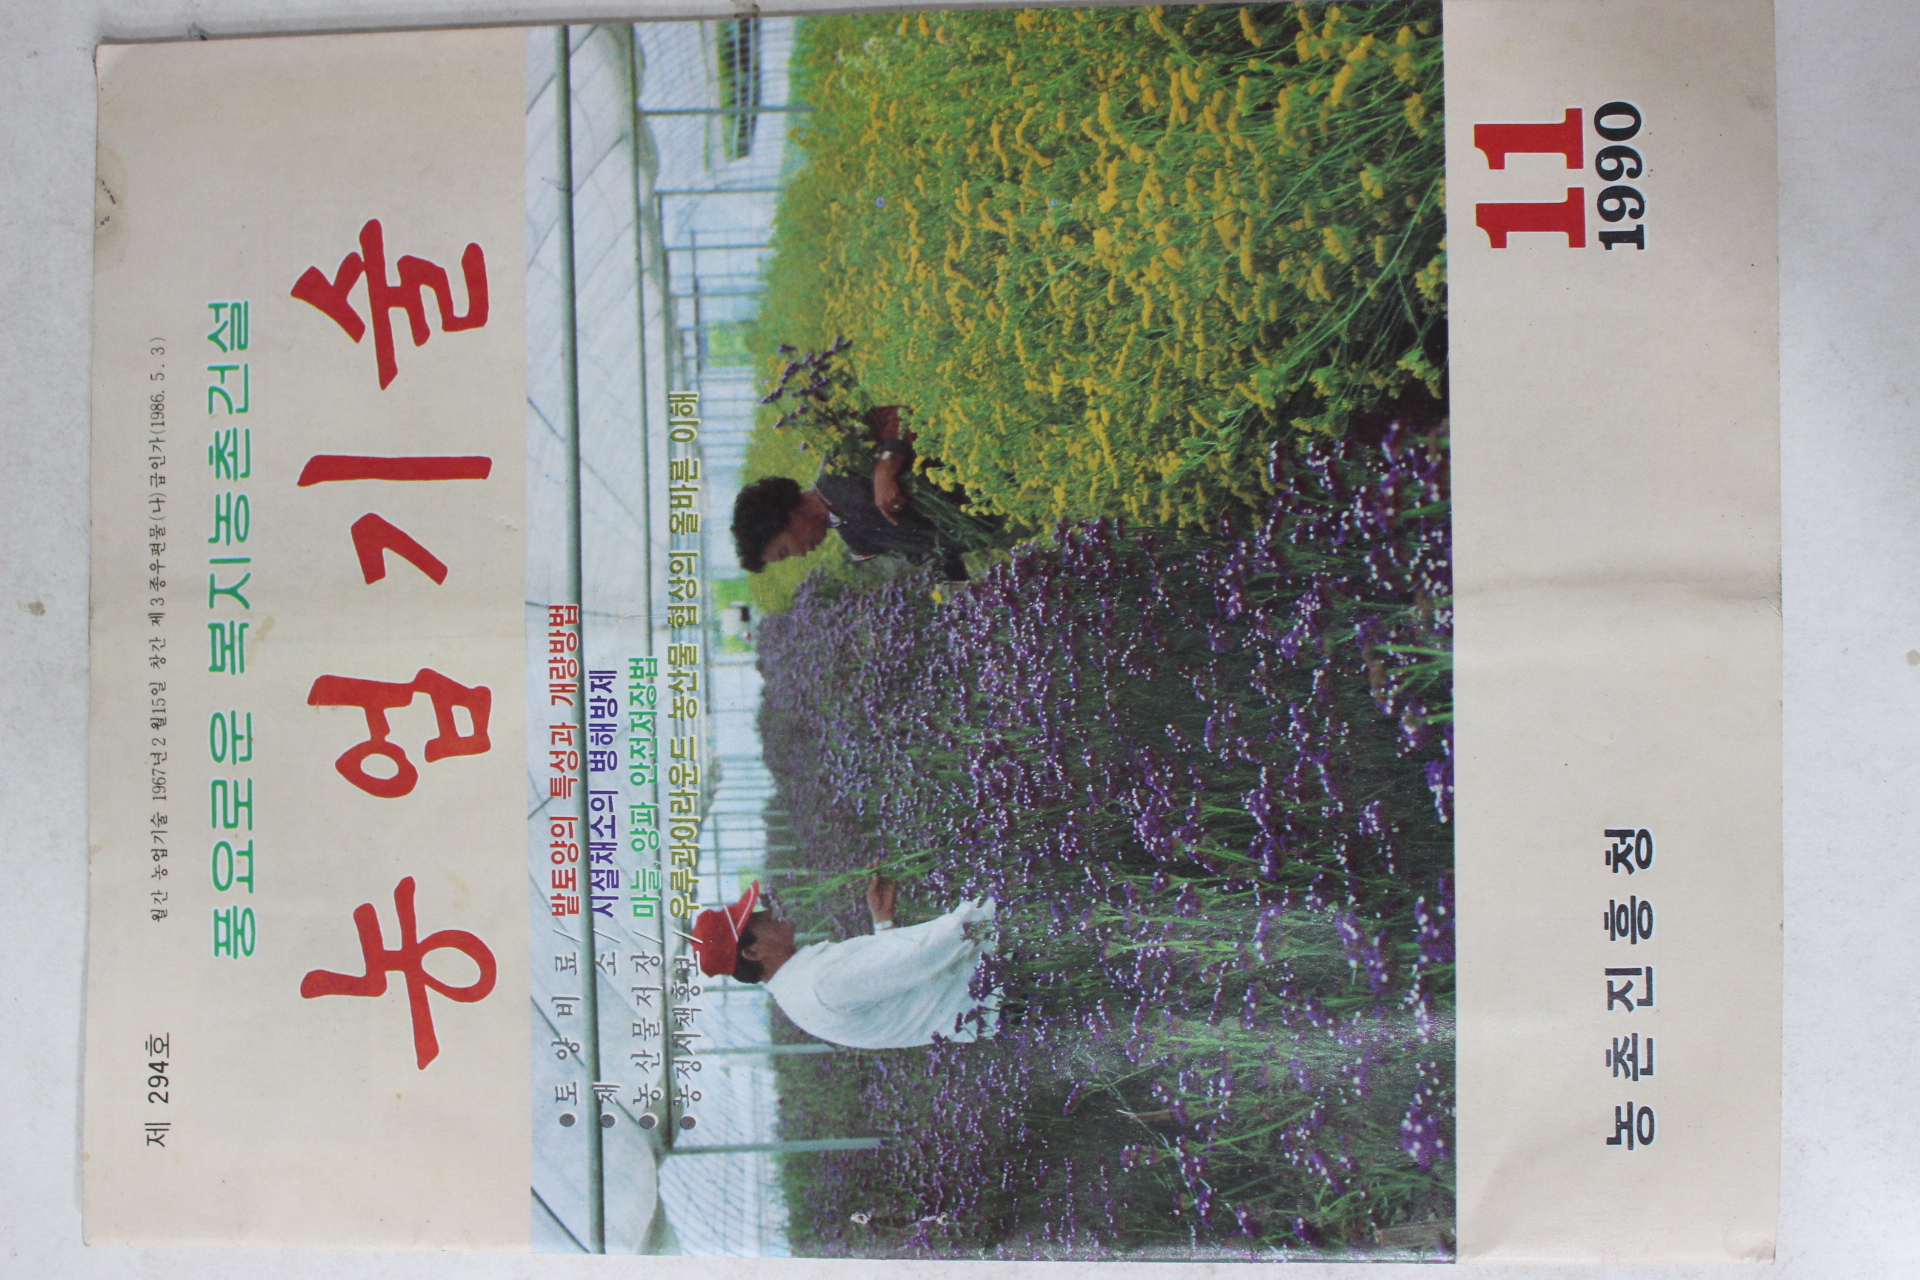 제 294호
월간 농업기술 1967년 2월15일 창간 제3종우편물(나)급인가(1986. 5. 3)
풍요로운 복지농촌건설
농업기술
●토양비료/밭토양의 특성과 개량방법
●채소/시설채소의 병해방제
●농산물저장/마늘, 양파 안전저장법
●농정시책홍보/우루과이라운드 농산물 협상의 올바른 이해
11
1990
농촌진흥청